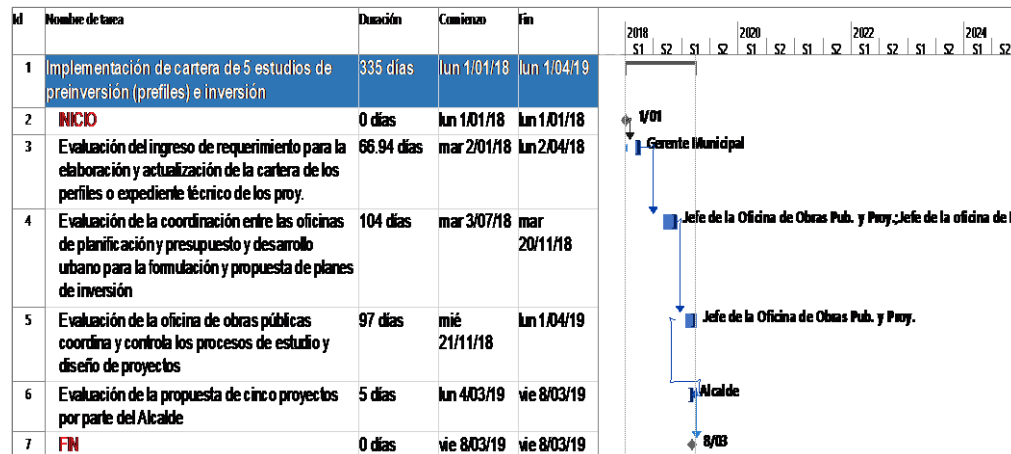 Id Nombre de tarea Duración Comienzo Fin
2018 2020 2022 2024
S1 S2 S1 S2 S1 S2 S1 S2 S1 S2 S1 S2 S1 S2
1 Implementación de cartera de 5 estudios de 335 días lun 1/01/18 lun 1/04/19
preinversión (prefiles) e inversión
2 INICIO 0 días lun 1/01/18 lun 1/01/18 1/01
3 Evaluación del ingreso de requerimiento para la 66.94 días mar 2/01/18 lun 2/04/18 Gerente Municipal
elaboración y actualización de la cartera de los
perfiles o expediente técnico de los proy.
4 Evaluación de la coordinación entre las oficinas 104 días mar 3/07/18 mar Jefe de la Oficina de Obras Pub. y Proy.;Jefe de la oficina de
de planificación y presupuesto y desarrollo 20/11/18
urbano para la formulación y propuesta de planes
de inversión
5 Evaluación de la oficina de obras públicas 97 días mié lun 1/04/19 Jefe de la Oficina de Obras Pub. y Proy.
coordina y controla los procesos de estudio y 21/11/18
diseño de proyectos
6 Evaluación de la propuesta de cinco proyectos 5 días lun 4/03/19 vie 8/03/19 Alcalde
por parte del Alcalde
7 FIN 0 días vie 8/03/19 vie 8/03/19 8/03